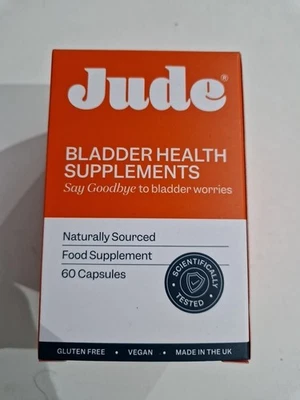 Jude®
BLADDER HEALTH
SUPPLEMENTS
Say Goodbye to bladder worries
Naturally Sourced
Food Supplement
60 Capsules
SCIENTIFICALLY
TESTED
GLUTEN FREE • VEGAN • MADE IN THE UK